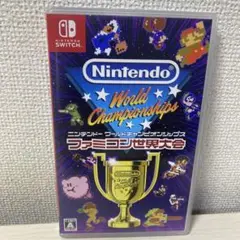 NINTENDO
SWITCH
Nintendo
World Championships
ニンテンドー ワールドチャンピオンシップス
ファミコン世界大会
A